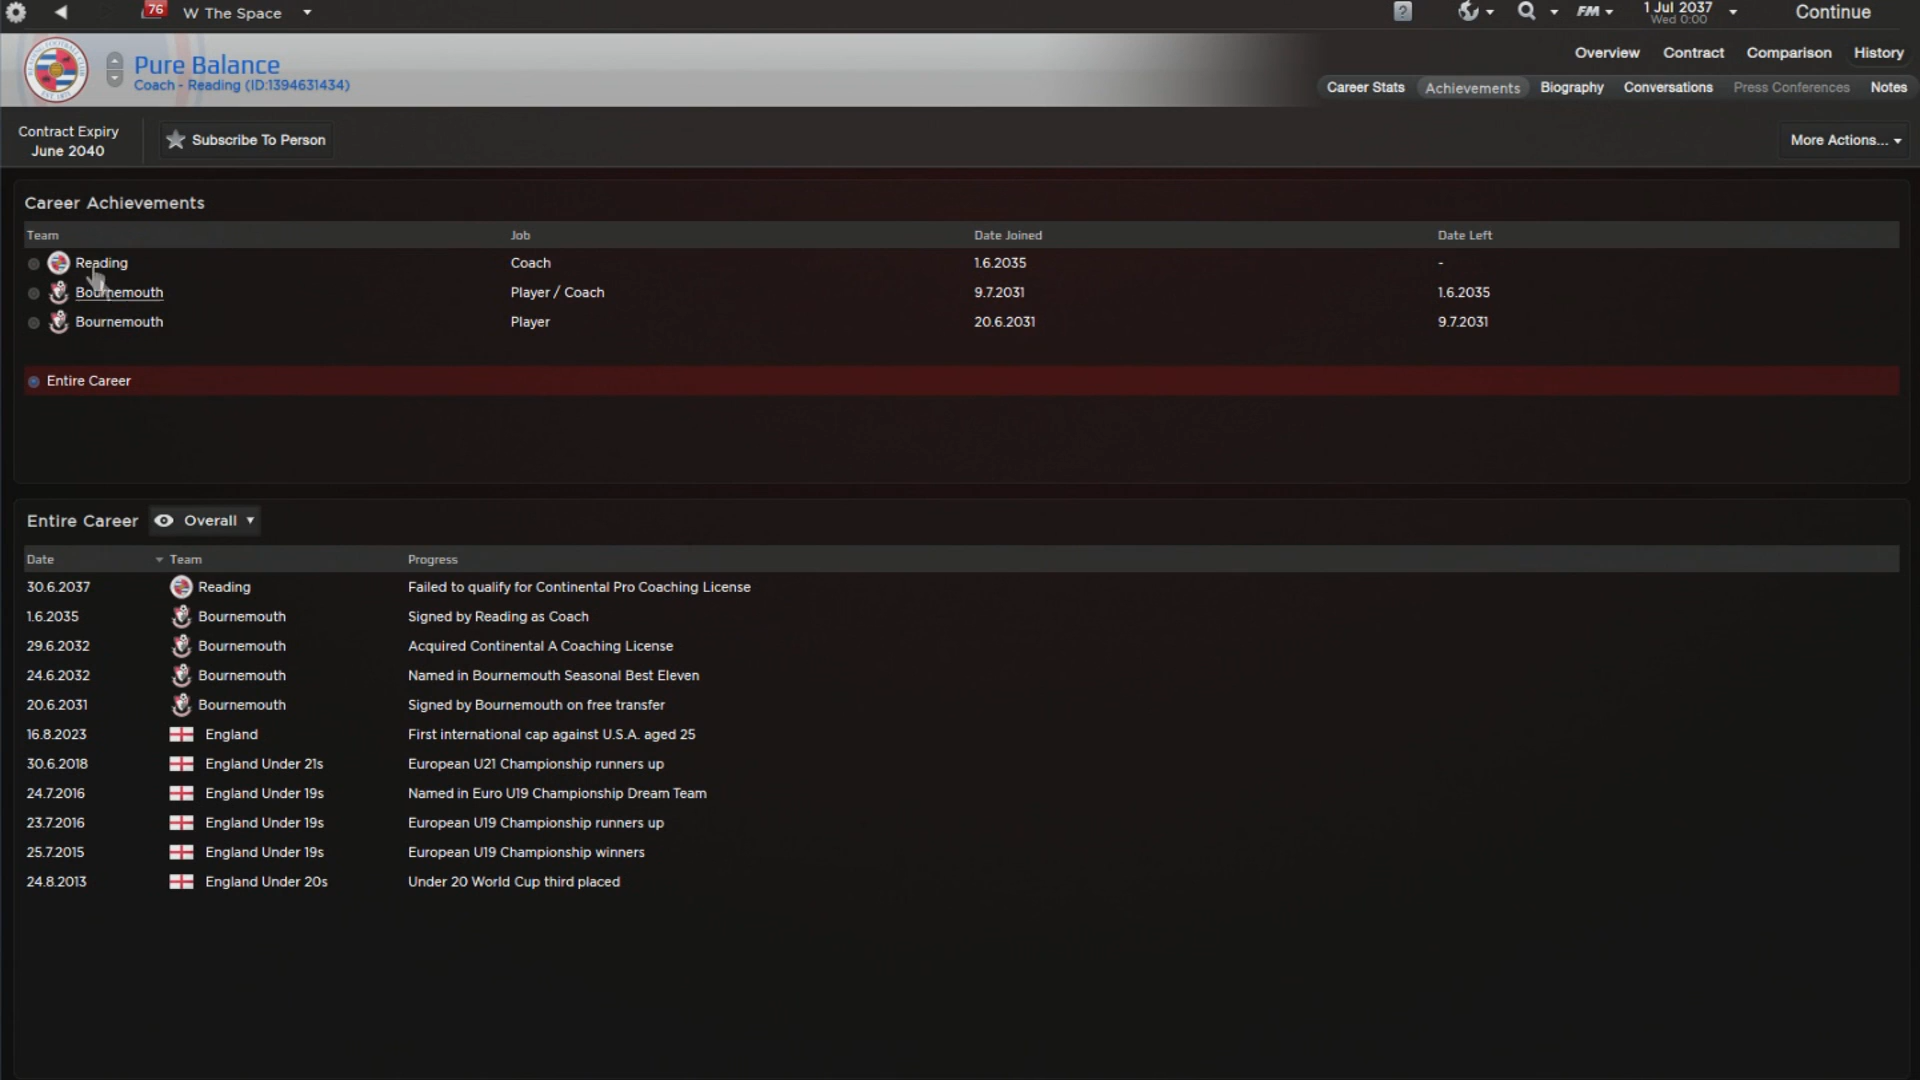 76 W The Space
? FM 1 Jul 2037 Continue
Wed 0:00
Pure Balance
Coach - Reading (ID:1394631434)
Overview Contract Comparison History
Career Stats Achievements Biography Conversations Press Conferences Notes
Contract Expiry
June 2040
Subscribe To Person
More Actions...
Career Achievements
Team Job Date Joined Date Left
Reading Coach 1.6.2035 -
Bournemouth Player / Coach 9.7.2031 1.6.2035
Bournemouth Player 20.6.2031 9.7.2031
Entire Career
Entire Career Overall
Date Team Progress
30.6.2037 Reading Failed to qualify for Continental Pro Coaching License
1.6.2035 Bournemouth Signed by Reading as Coach
29.6.2032 Bournemouth Acquired Continental A Coaching License
24.6.2032 Bournemouth Named in Bournemouth Seasonal Best Eleven
20.6.2031 Bournemouth Signed by Bournemouth on free transfer
16.8.2023 England First international cap against U.S.A. aged 25
30.6.2018 England Under 21s European U21 Championship runners up
24.7.2016 England Under 19s Named in Euro U19 Championship Dream Team
23.7.2016 England Under 19s European U19 Championship runners up
25.7.2015 England Under 19s European U19 Championship winners
24.8.2013 England Under 20s Under 20 World Cup third placed